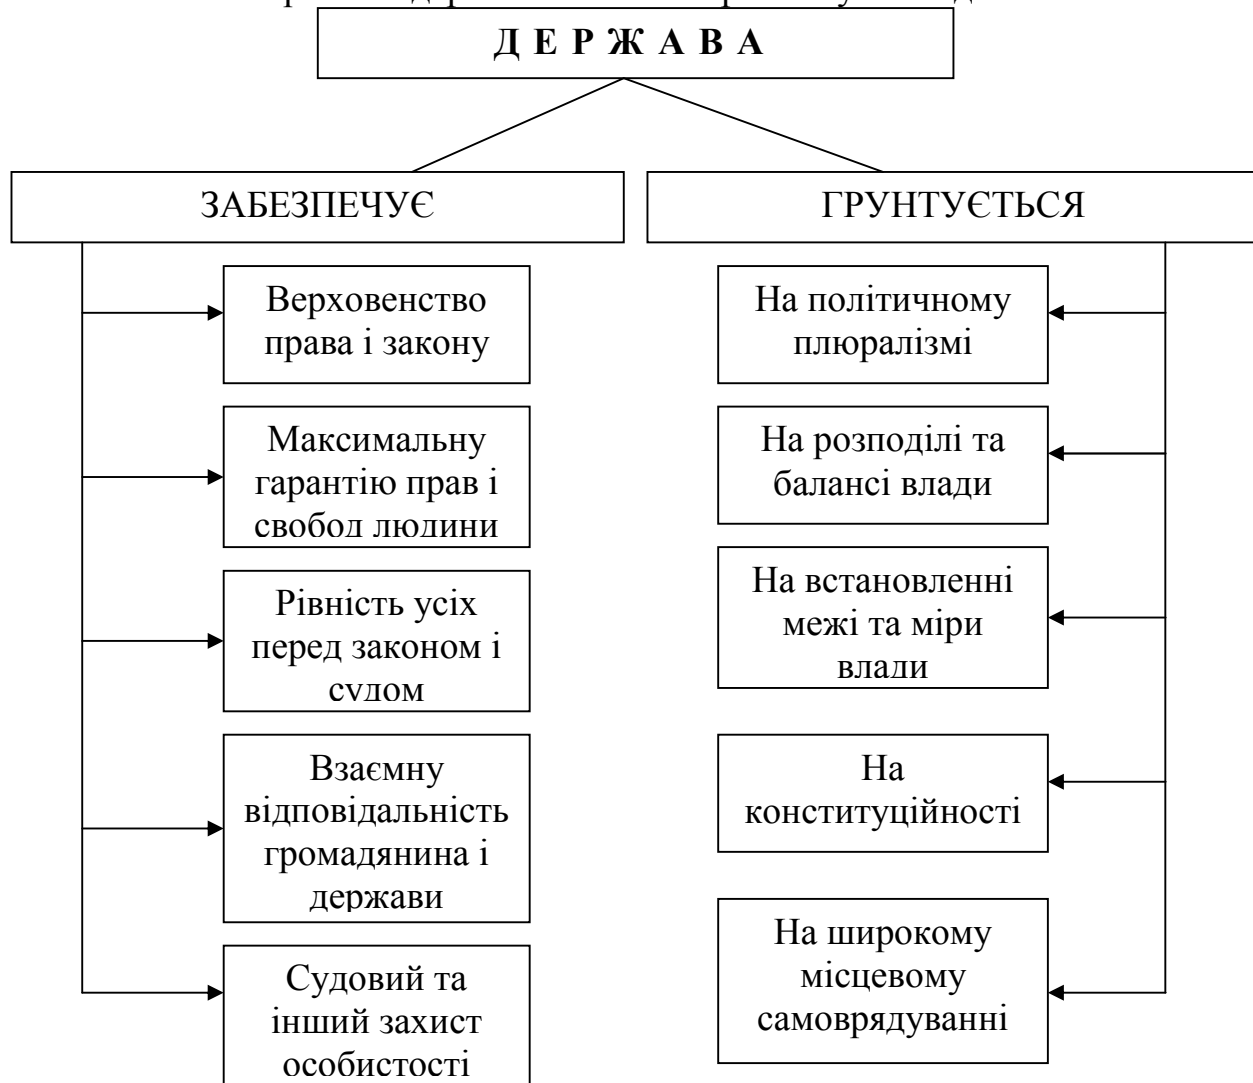 Д Е Р Ж А В А
ЗАБЕЗПЕЧУЄ
ГРУНТУЄТЬСЯ
Верховенство
права і закону
Максимальну
гарантію прав і
свобод людини
Рівність усіх
перед законом і
судом
Взаємну
відповідальність
громадянина і
держави
Судовий та
інший захист
особистості
На політичному
плюралізмі
На розподілі та
балансі влади
На встановленні
межі та міри
влади
На
конституційності
На широкому
місцевому
самоврядуванні